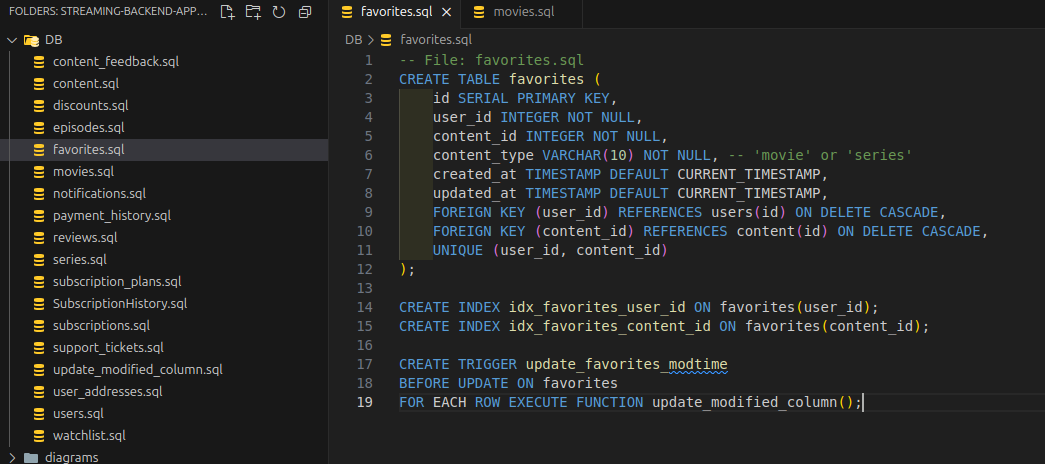 FOLDERS: STREAMING-BACKEND-APP...
DB
content_feedback.sql
content.sql
discounts.sql
episodes.sql
favorites.sql
movies.sql
notifications.sql
payment_history.sql
reviews.sql
series.sql
subscription_plans.sql
SubscriptionHistory.sql
subscriptions.sql
support_tickets.sql
update_modified_column.sql
user_addresses.sql
users.sql
watchlist.sql
diagrams
favorites.sql
movies.sql
DB > favorites.sql
1 -- File: favorites.sql
2 CREATE TABLE favorites (
3 id SERIAL PRIMARY KEY,
4 user_id INTEGER NOT NULL,
5 content_id INTEGER NOT NULL,
6 content_type VARCHAR(10) NOT NULL, -- 'movie' or 'series'
7 created_at TIMESTAMP DEFAULT CURRENT_TIMESTAMP,
8 updated_at TIMESTAMP DEFAULT CURRENT_TIMESTAMP,
9 FOREIGN KEY (user_id) REFERENCES users(id) ON DELETE CASCADE,
10 FOREIGN KEY (content_id) REFERENCES content(id) ON DELETE CASCADE,
11 UNIQUE (user_id, content_id)
12 );
13
14 CREATE INDEX idx_favorites_user_id ON favorites(user_id);
15 CREATE INDEX idx_favorites_content_id ON favorites(content_id);
16
17 CREATE TRIGGER update_favorites_modtime
18 BEFORE UPDATE ON favorites
19 FOR EACH ROW EXECUTE FUNCTION update_modified_column();